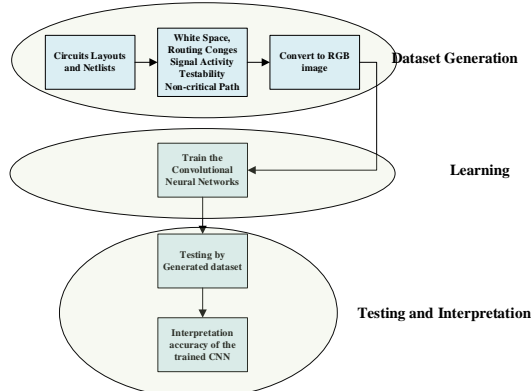 Circuits Layouts
and Netlists
White Space,
Routing Conges
Signal Activity
Testability
Non-critical Path
Convert to RGB
image
Dataset Generation
Train the
Convolutional
Neural Networks
Learning
Testing by
Generated dataset
Interpretation
accuracy of the
trained CNN
Testing and Interpretation